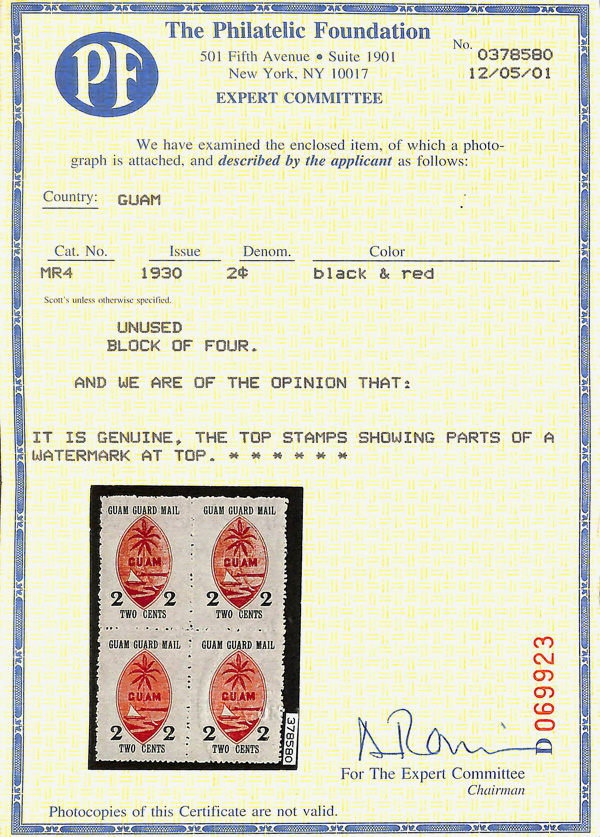 PF
The Philatelic Foundation
501 Fifth Avenue • Suite 1901
New York, NY 10017
EXPERT COMMITTEE
No. 0378580
12/05/01
We have examined the enclosed item, of which a photo-
graph is attached, and described by the applicant as follows:
Country: GUAM
Cat. No. Issue Denom. Color
MR4 1930 2¢ black & red
Scott's unless otherwise specified.
UNUSED
BLOCK OF FOUR.
AND WE ARE OF THE OPINION THAT:
IT IS GENUINE, THE TOP STAMPS SHOWING PARTS OF A
WATERMARK AT TOP. * * * * * *
GUAM GUARD MAIL GUAM GUARD MAIL
GUAM GUAM
2 2 2 2
TWO CENTS TWO CENTS
GUAM GUARD MAIL GUAM GUARD MAIL
GUAM GUAM
2 2 2 2
TWO CENTS TWO CENTS
378580
D 069923
For The Expert Committee
Chairman
Photocopies of this Certificate are not valid.